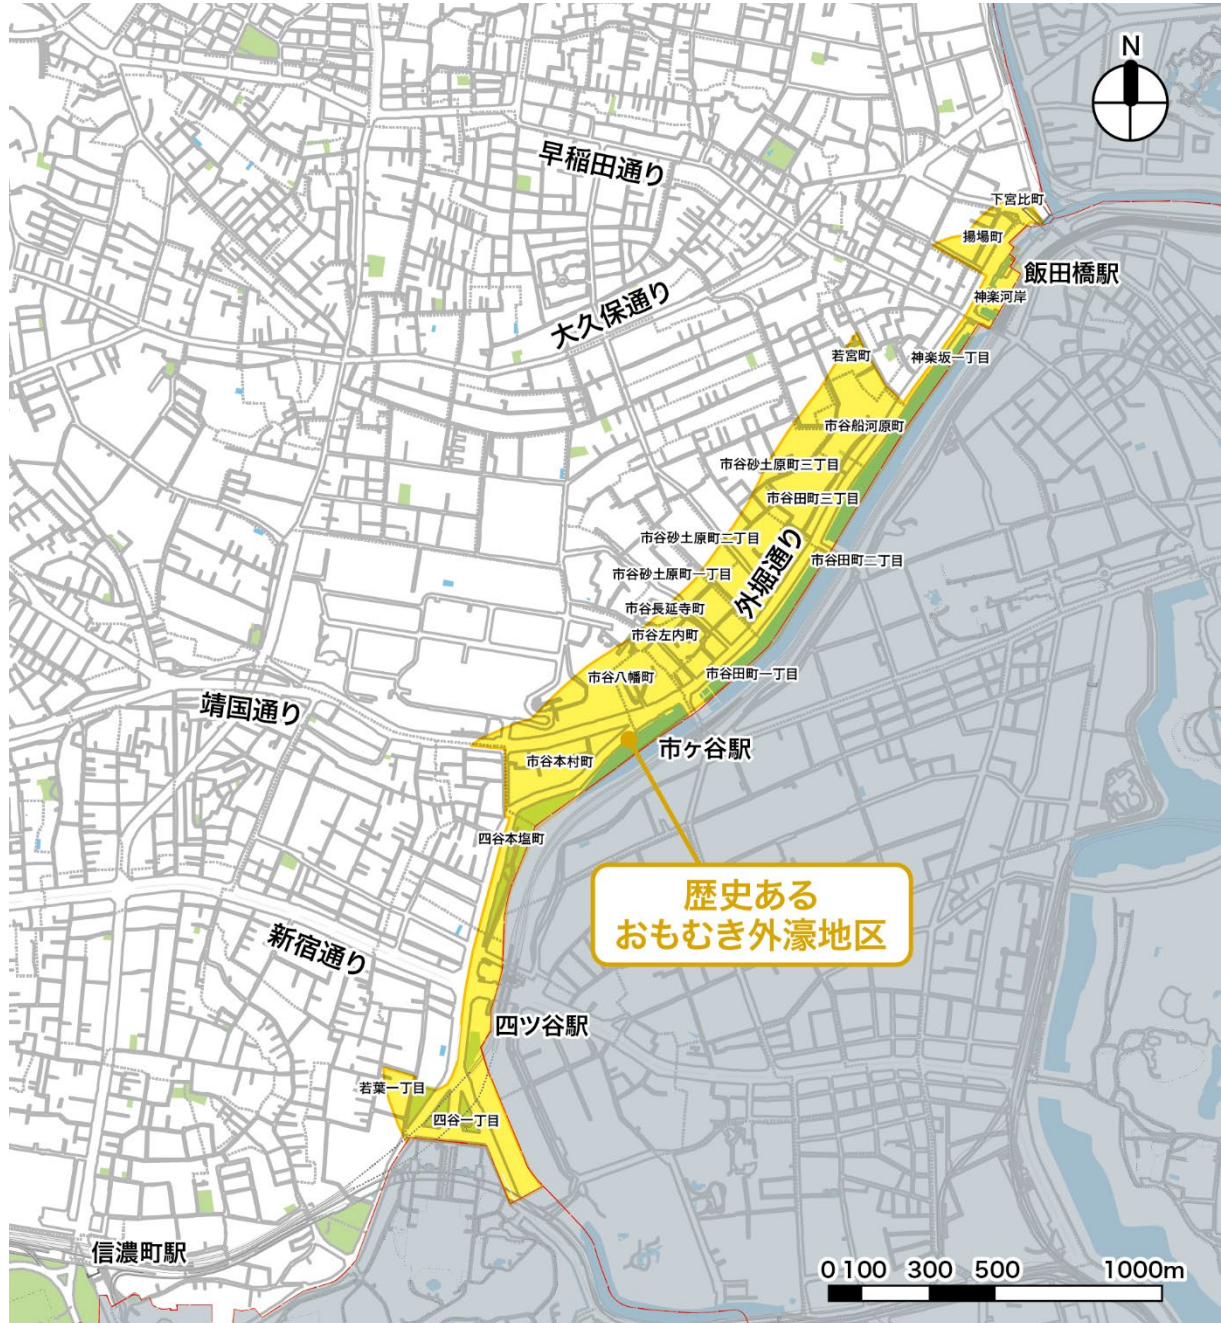 N
早稲田通り
下宮比町
揚場町
飯田橋駅
神楽河岸
大久保通り
若宮町
神楽坂一丁目
市谷船河原町
市谷砂土原町三丁目
市谷田町三丁目
市谷砂土原町二丁目
外堀通り
市谷田町二丁目
市谷砂土原町一丁目
市谷長延寺町
市谷左内町
市谷八幡町
市谷田町一丁目
靖国通り
市ヶ谷駅
市谷本村町
四谷本塩町
歴史ある
おもむき外濠地区
新宿通り
四ツ谷駅
若葉一丁目
四谷一丁目
信濃町駅
0 100 300 500 1000m